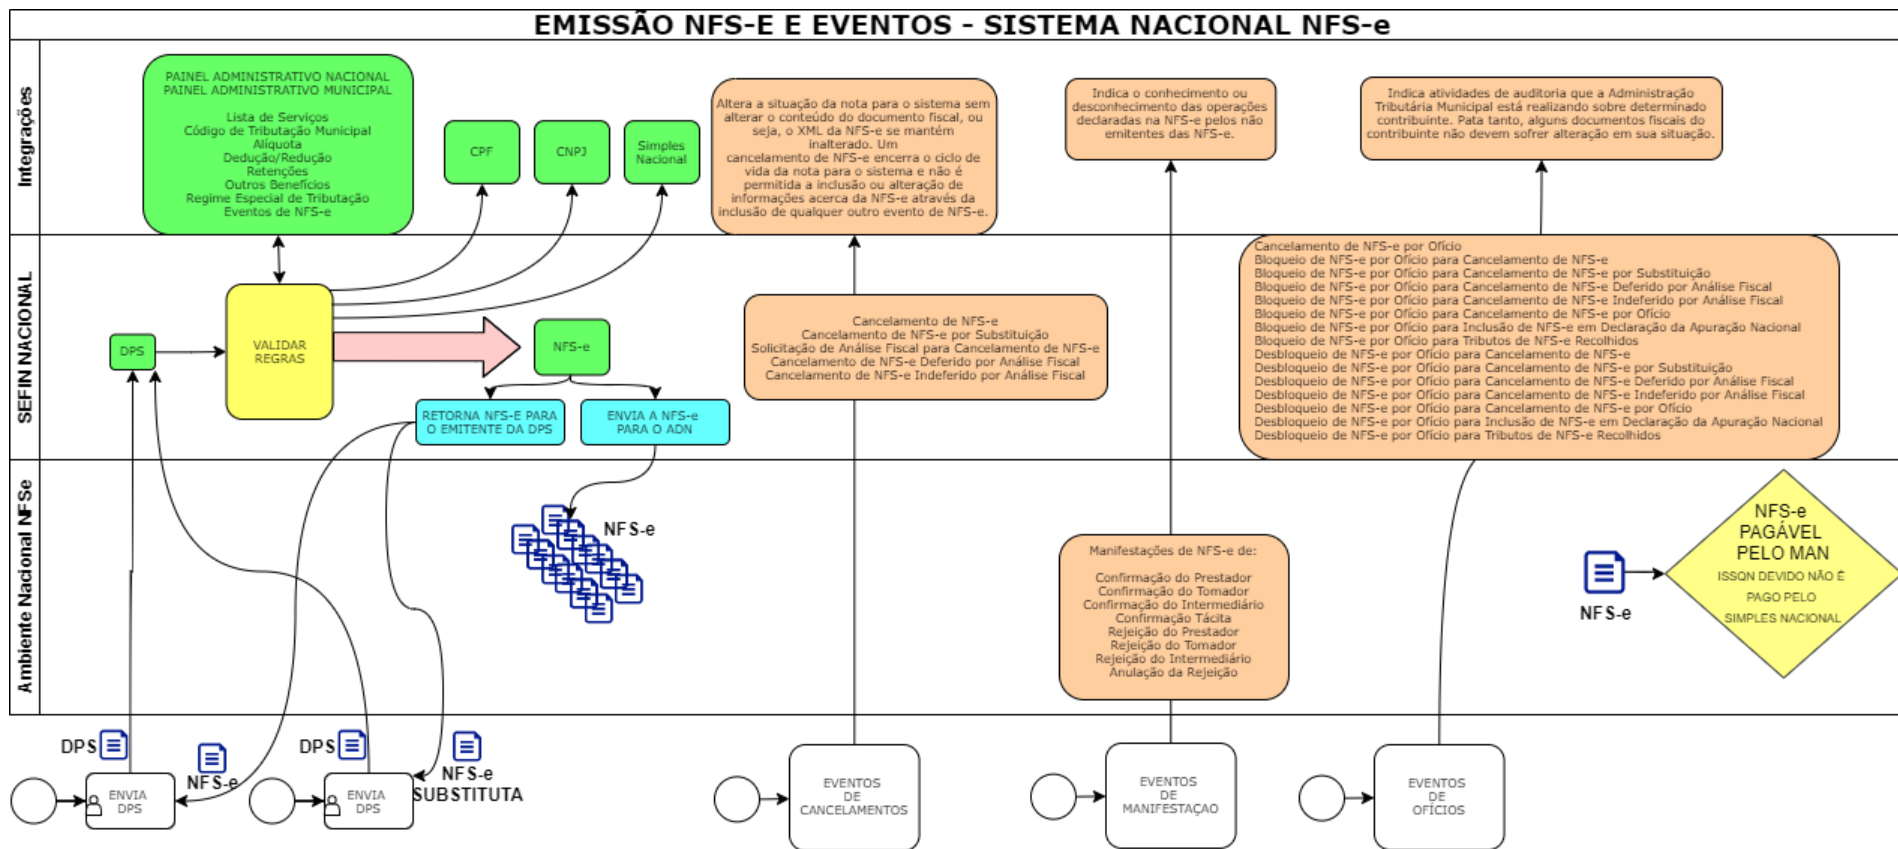 EMISSÃO NFS-E E EVENTOS - SISTEMA NACIONAL NFS-e
Integrações
PAINEL ADMINISTRATIVO NACIONAL
PAINEL ADMINISTRATIVO MUNICIPAL
Lista de Serviços
Código de Tributação Municipal
Alíquota
Dedução/Redução
Retenções
Outros Benefícios
Regime Especial de Tributação
Eventos de NFS-e
CPF
CNPJ
Simples
Nacional
Altera a situação da nota para o sistema sem
alterar o conteúdo do documento fiscal, ou
seja, o XML da NFS-e se mantém
inalterado. Um
cancelamento de NFS-e encerra o ciclo de
vida da nota para o sistema e não é
permitida a inclusão ou alteração de
informações acerca da NFS-e através da
inclusão de qualquer outro evento de NFS-e.
Indica o conhecimento ou
desconhecimento das operações
declaradas na NFS-e pelos não
emitentes das NFS-e.
Indica atividades de auditoria que a Administração
Tributária Municipal está realizando sobre determinado
contribuinte. Pata tanto, alguns documentos fiscais do
contribuinte não devem sofrer alteração em sua situação.
SEFIN NACIONAL
DPS
VALIDAR
REGRAS
NFS-e
RETORNA NFS-E PARA
O EMITENTE DA DPS
ENVIA A NFS-e
PARA O ADN
Cancelamento de NFS-e
Cancelamento de NFS-e por Substituição
Solicitação de Análise Fiscal para Cancelamento de NFS-e
Cancelamento de NFS-e Deferido por Análise Fiscal
Cancelamento de NFS-e Indeferido por Análise Fiscal
Cancelamento de NFS-e por Ofício
Bloqueio de NFS-e por Ofício para Cancelamento de NFS-e
Bloqueio de NFS-e por Ofício para Cancelamento de NFS-e por Substituição
Bloqueio de NFS-e por Ofício para Cancelamento de NFS-e Deferido por Análise Fiscal
Bloqueio de NFS-e por Ofício para Cancelamento de NFS-e Indeferido por Análise Fiscal
Bloqueio de NFS-e por Ofício para Cancelamento de NFS-e por Ofício
Bloqueio de NFS-e por Ofício para Inclusão de NFS-e em Declaração da Apuração Nacional
Bloqueio de NFS-e por Ofício para Tributos de NFS-e Recolhidos
Desbloqueio de NFS-e por Ofício para Cancelamento de NFS-e
Desbloqueio de NFS-e por Ofício para Cancelamento de NFS-e por Substituição
Desbloqueio de NFS-e por Ofício para Cancelamento de NFS-e Deferido por Análise Fiscal
Desbloqueio de NFS-e por Ofício para Cancelamento de NFS-e Indeferido por Análise Fiscal
Desbloqueio de NFS-e por Ofício para Cancelamento de NFS-e por Ofício
Desbloqueio de NFS-e por Ofício para Inclusão de NFS-e em Declaração da Apuração Nacional
Desbloqueio de NFS-e por Ofício para Tributos de NFS-e Recolhidos
Ambiente Nacional NFSe
NFS-e
Manifestações de NFS-e de:
Confirmação do Prestador
Confirmação do Tomador
Confirmação do Intermediário
Confirmação Tácita
Rejeição do Prestador
Rejeição do Tomador
Rejeição do Intermediário
Anulação da Rejeição
NFS-e
NFS-e
PAGÁVEL
PELO MAN
ISSQN DEVIDO NÃO É
PAGO PELO
SIMPLES NACIONAL
DPS
NFS-e
ENVIA
DPS
DPS
NFS-e
SUBSTITUTA
ENVIA
DPS
EVENTOS
DE
CANCELAMENTOS
EVENTOS
DE
MANIFESTAÇAO
EVENTOS
DE
OFÍCIOS